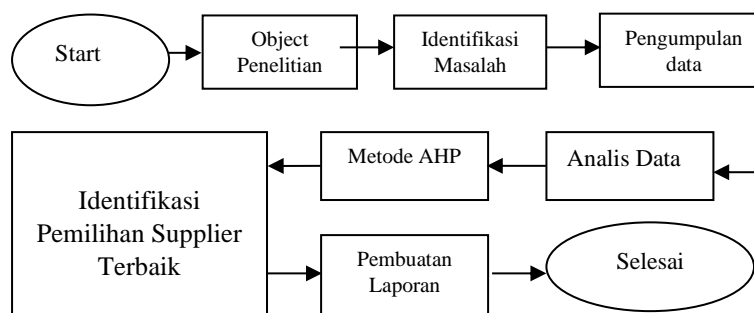 Start
Object
Penelitian
Identifikasi
Masalah
Pengumpulan
data
Analis Data
Metode AHP
Identifikasi
Pemilihan Supplier
Terbaik
Pembuatan
Laporan
Selesai